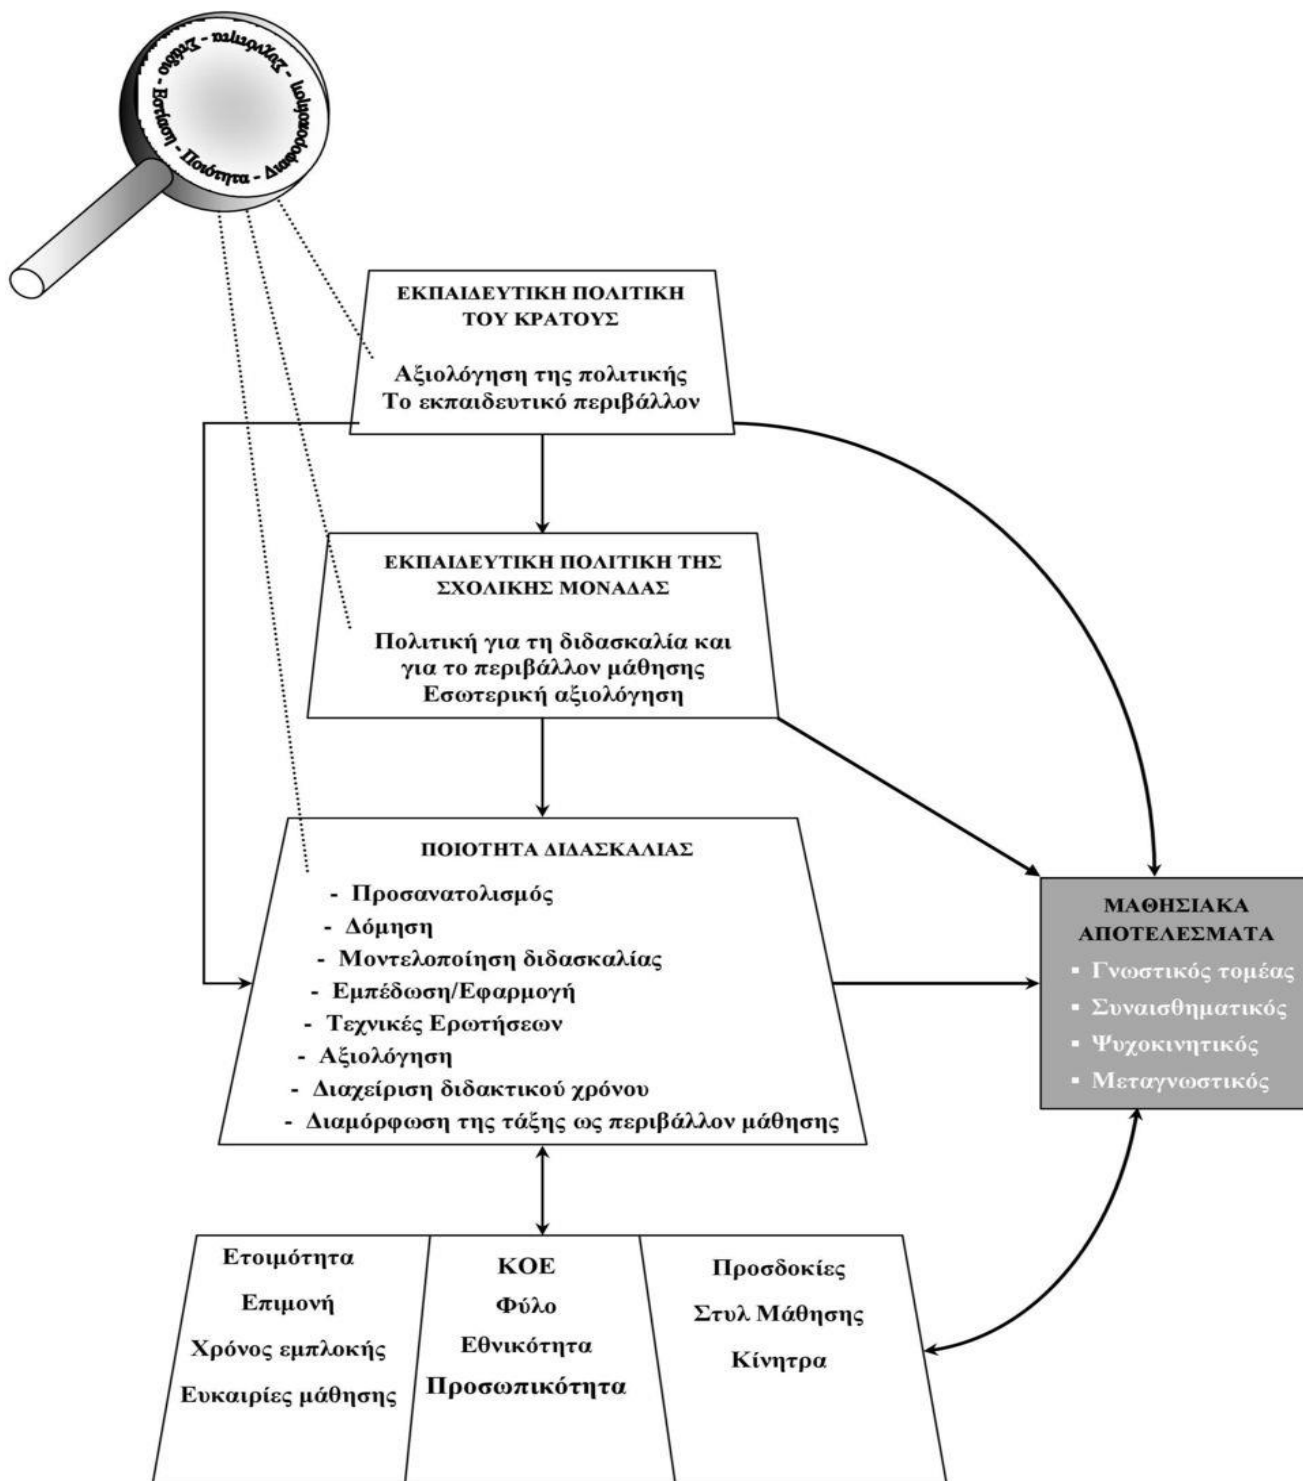 Εστίαση - Ποιότητα - Διαφοροποίηση - Συχνότητα - Στάδιο -
ΕΚΠΑΙΔΕΥΤΙΚΗ ΠΟΛΙΤΙΚΗ
ΤΟΥ ΚΡΑΤΟΥΣ
Αξιολόγηση της πολιτικής
Το εκπαιδευτικό περιβάλλον
ΕΚΠΑΙΔΕΥΤΙΚΗ ΠΟΛΙΤΙΚΗ ΤΗΣ
ΣΧΟΛΙΚΗΣ ΜΟΝΑΔΑΣ
Πολιτική για τη διδασκαλία και
για το περιβάλλον μάθησης
Εσωτερική αξιολόγηση
ΠΟΙΟΤΗΤΑ ΔΙΔΑΣΚΑΛΙΑΣ
- Προσανατολισμός
- Δόμηση
- Μοντελοποίηση διδασκαλίας
- Εμπέδωση/Εφαρμογή
- Τεχνικές Ερωτήσεων
- Αξιολόγηση
- Διαχείριση διδακτικού χρόνου
- Διαμόρφωση της τάξης ως περιβάλλον μάθησης
ΜΑΘΗΣΙΑΚΑ
ΑΠΟΤΕΛΕΣΜΑΤΑ
▪ Γνωστικός τομέας
▪ Συναισθηματικός
▪ Ψυχοκινητικός
▪ Μεταγνωστικός
Ετοιμότητα
Επιμονή
Χρόνος εμπλοκής
Ευκαιρίες μάθησης
ΚΟΕ
Φύλο
Εθνικότητα
Προσωπικότητα
Προσδοκίες
Στυλ Μάθησης
Κίνητρα